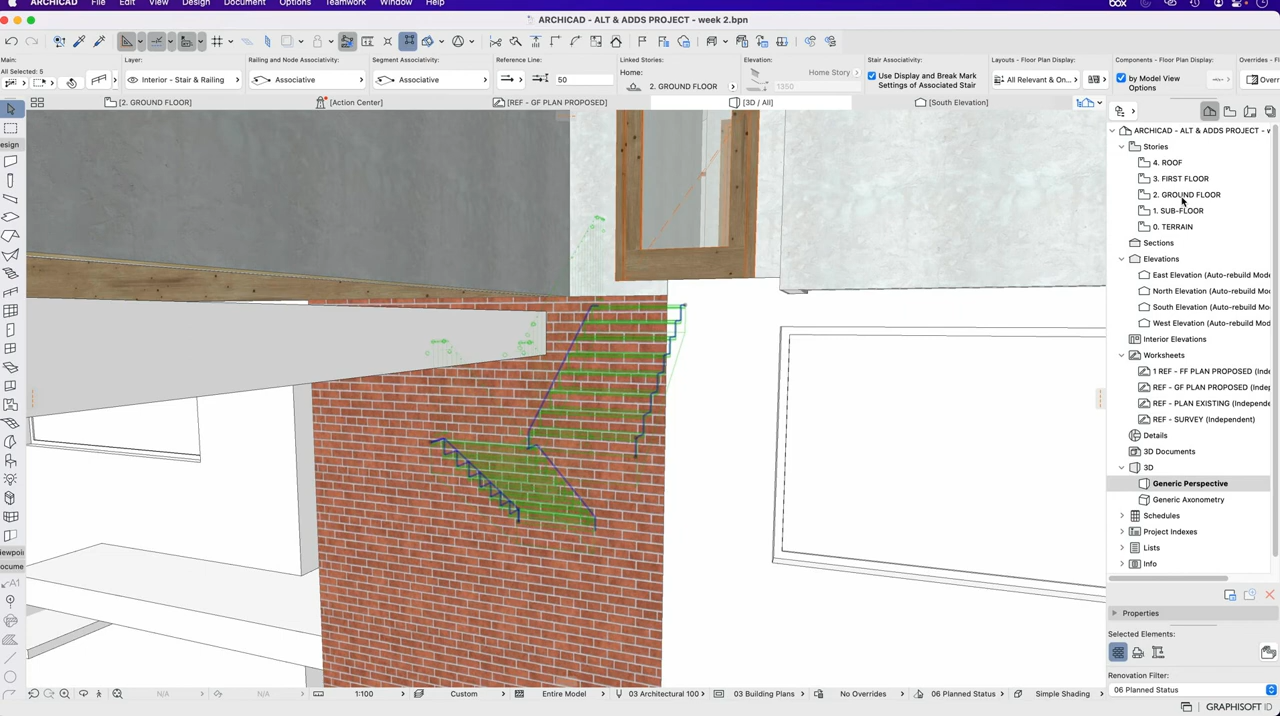 ARCHICAD File Edit View Design Document Options Teamwork Window Help
ARCHICAD - ALT & ADDS PROJECT - week 2.bpn
Main:
All Selected: 5
Layer:
Interior - Stair & Railing
Railing and Node Associativity:
Associative
Segment Associativity:
Associative
Reference Line:
50
Linked Stories:
Home:
2. GROUND FLOOR
Elevation:
Home Story
1350
Stair Associativity:
Use Display and Break Mark
Settings of Associated Stair
Layouts - Floor Plan Display:
All Relevant & On...
Components - Floor Plan Display:
by Model View
Options
Overrides - F
Overr
[2. GROUND FLOOR]
[Action Center]
[REF - GF PLAN PROPOSED]
[3D / All]
[South Elevation]
esign
iewpoi
ocume
ARCHICAD - ALT & ADDS PROJECT - w
Stories
4. ROOF
3. FIRST FLOOR
2. GROUND FLOOR
1. SUB-FLOOR
0. TERRAIN
Sections
Elevations
East Elevation (Auto-rebuild Mode
North Elevation (Auto-rebuild Mod
South Elevation (Auto-rebuild Mod
West Elevation (Auto-rebuild Mod
Interior Elevations
Worksheets
1 REF - FF PLAN PROPOSED (Inde
REF - GF PLAN PROPOSED (Indep
REF - PLAN EXISTING (Independe
REF - SURVEY (Independent)
Details
3D Documents
3D
Generic Perspective
Generic Axonometry
Schedules
Project Indexes
Lists
Info
Properties
Selected Elements:
Renovation Filter:
06 Planned Status
N/A
N/A
1:100
Custom
Entire Model
03 Architectural 100
03 Building Plans
No Overrides
06 Planned Status
Simple Shading
GRAPHISOFT ID